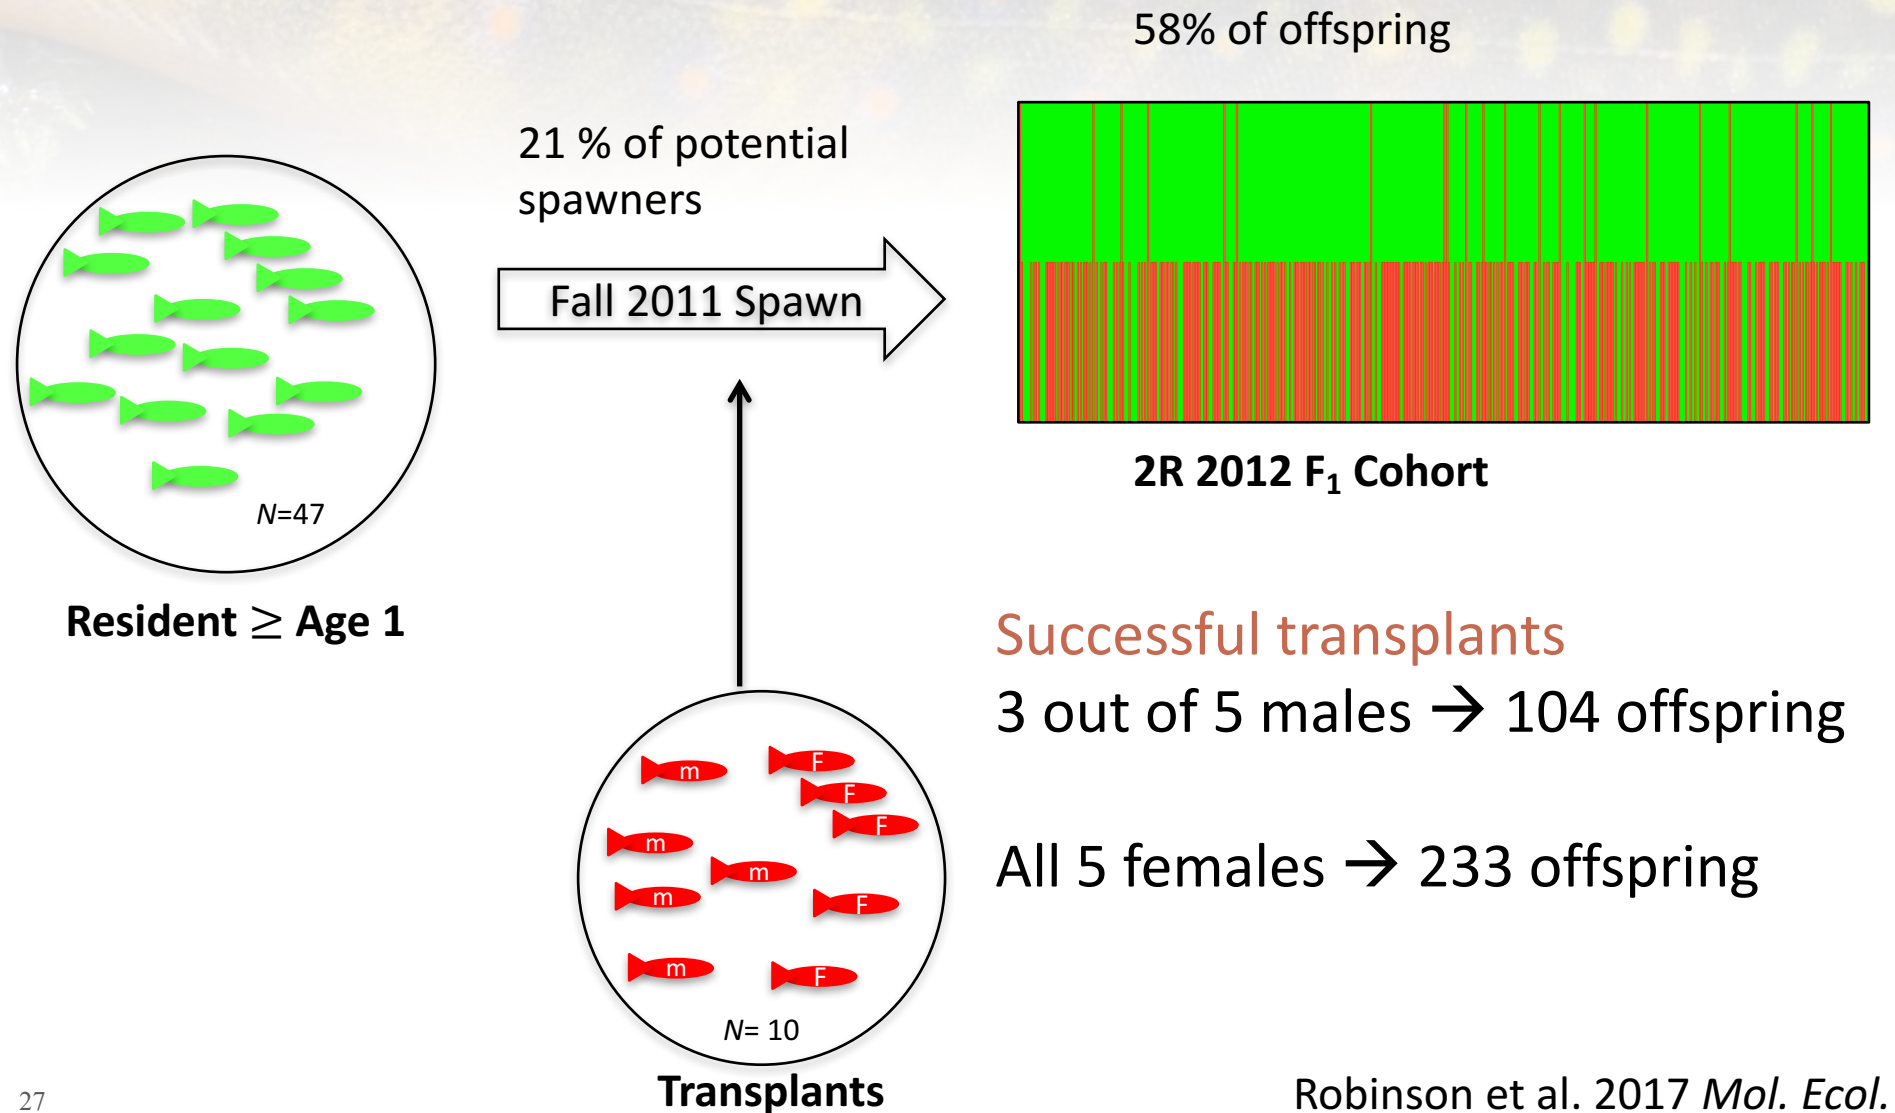 58% of offspring
21 % of potential
spawners
Fall 2011 Spawn
N=47
Resident ≥ Age 1
2R 2012 F₁ Cohort
Successful transplants
3 out of 5 males → 104 offspring
All 5 females → 233 offspring
m
F
F
F
m
m
m
F
m
F
N= 10
Transplants
27
Robinson et al. 2017 Mol. Ecol.